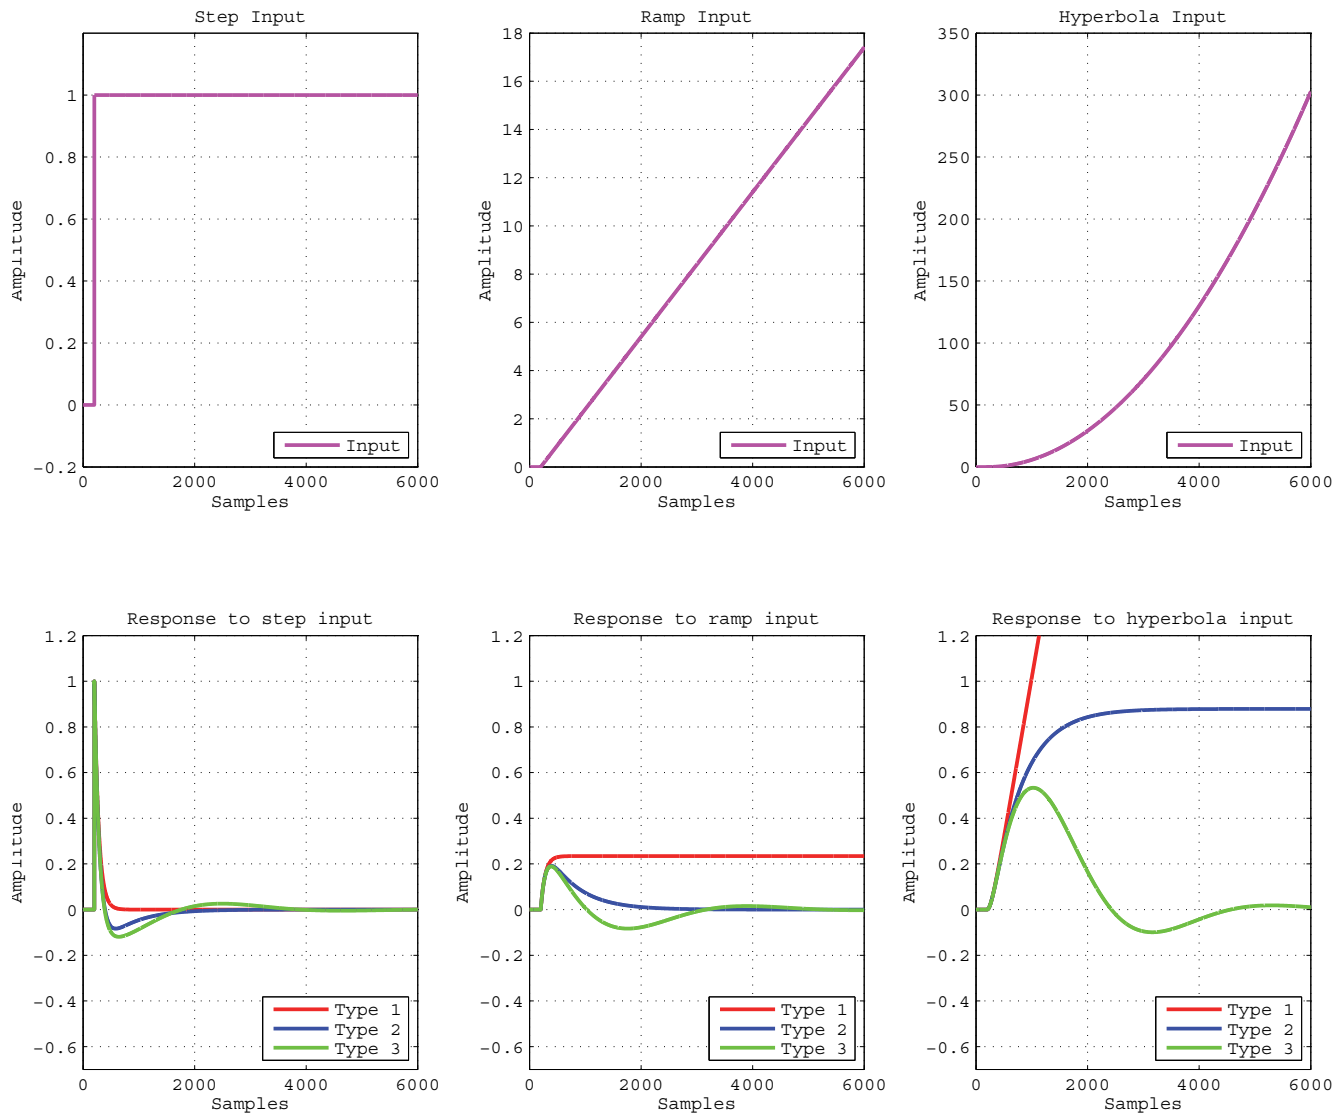 Step Input
Amplitude
1
0.8
0.6
0.4
0.2
0
-0.2
0
2000
4000
6000
Samples
Input
Ramp Input
Amplitude
18
16
14
12
10
8
6
4
2
0
0
2000
4000
6000
Samples
Input
Hyperbola Input
Amplitude
350
300
250
200
150
100
50
0
0
2000
4000
6000
Samples
Input
Response to step input
Amplitude
1.2
1
0.8
0.6
0.4
0.2
0
-0.2
-0.4
-0.6
0
2000
4000
6000
Samples
Type 1
Type 2
Type 3
Response to ramp input
Amplitude
1.2
1
0.8
0.6
0.4
0.2
0
-0.2
-0.4
-0.6
0
2000
4000
6000
Samples
Type 1
Type 2
Type 3
Response to hyperbola input
Amplitude
1.2
1
0.8
0.6
0.4
0.2
0
-0.2
-0.4
-0.6
0
2000
4000
6000
Samples
Type 1
Type 2
Type 3